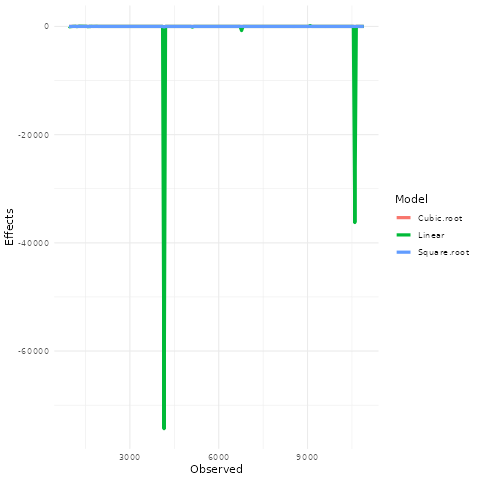 0
-20000
-40000
-60000
Effects
3000
6000
9000
Observed
Model
Cubic.root
Linear
Square.root